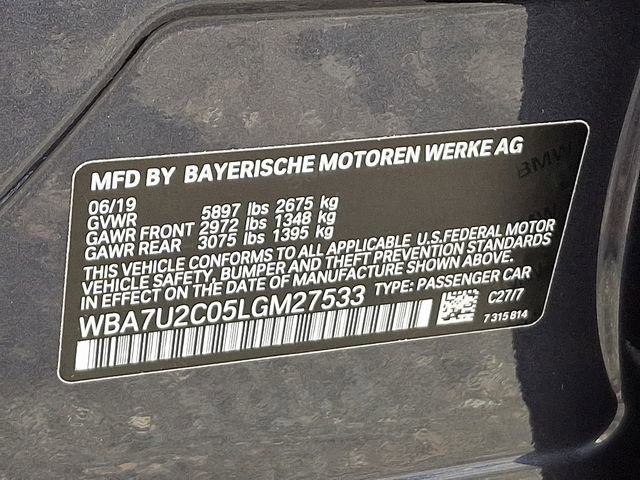 MFD BY BAYERISCHE MOTOREN WERKE AG
06/19
GVWR 5897 lbs 2675 kg
GAWR FRONT 2972 lbs 1348 kg
GAWR REAR 3075 lbs 1395 kg
THIS VEHICLE CONFORMS TO ALL APPLICABLE U.S.FEDERAL MOTOR
VEHICLE SAFETY, BUMPER AND THEFT PREVENTION STANDARDS
IN EFFECT ON THE DATE OF MANUFACTURE SHOWN ABOVE.
WBA7U2C05LGM27533 TYPE: PASSENGER CAR
C27/7
7 315 814
BMW